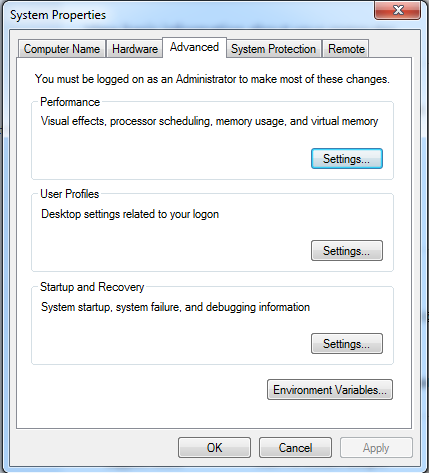 System Properties
Computer Name Hardware Advanced System Protection Remote
You must be logged on as an Administrator to make most of these changes.
Performance
Visual effects, processor scheduling, memory usage, and virtual memory
Settings...
User Profiles
Desktop settings related to your logon
Settings...
Startup and Recovery
System startup, system failure, and debugging information
Settings...
Environment Variables...
OK Cancel Apply